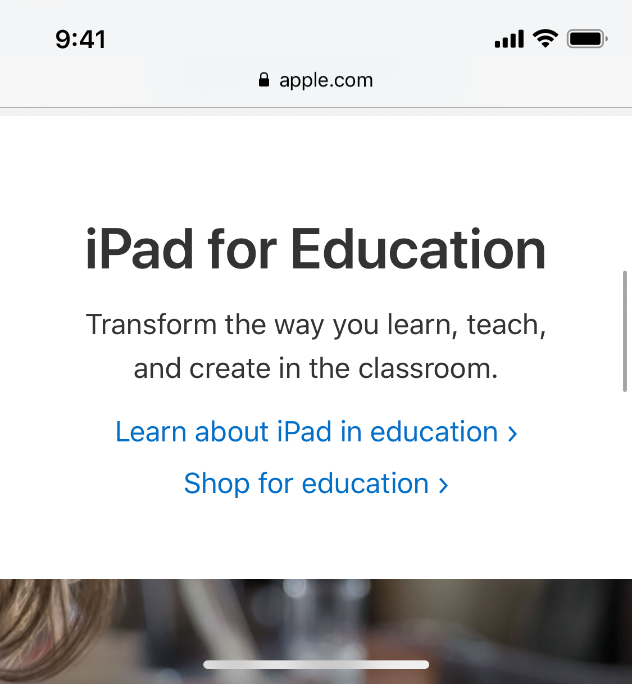 9:41
apple.com
iPad for Education
Transform the way you learn, teach,
and create in the classroom.
Learn about iPad in education ›
Shop for education ›